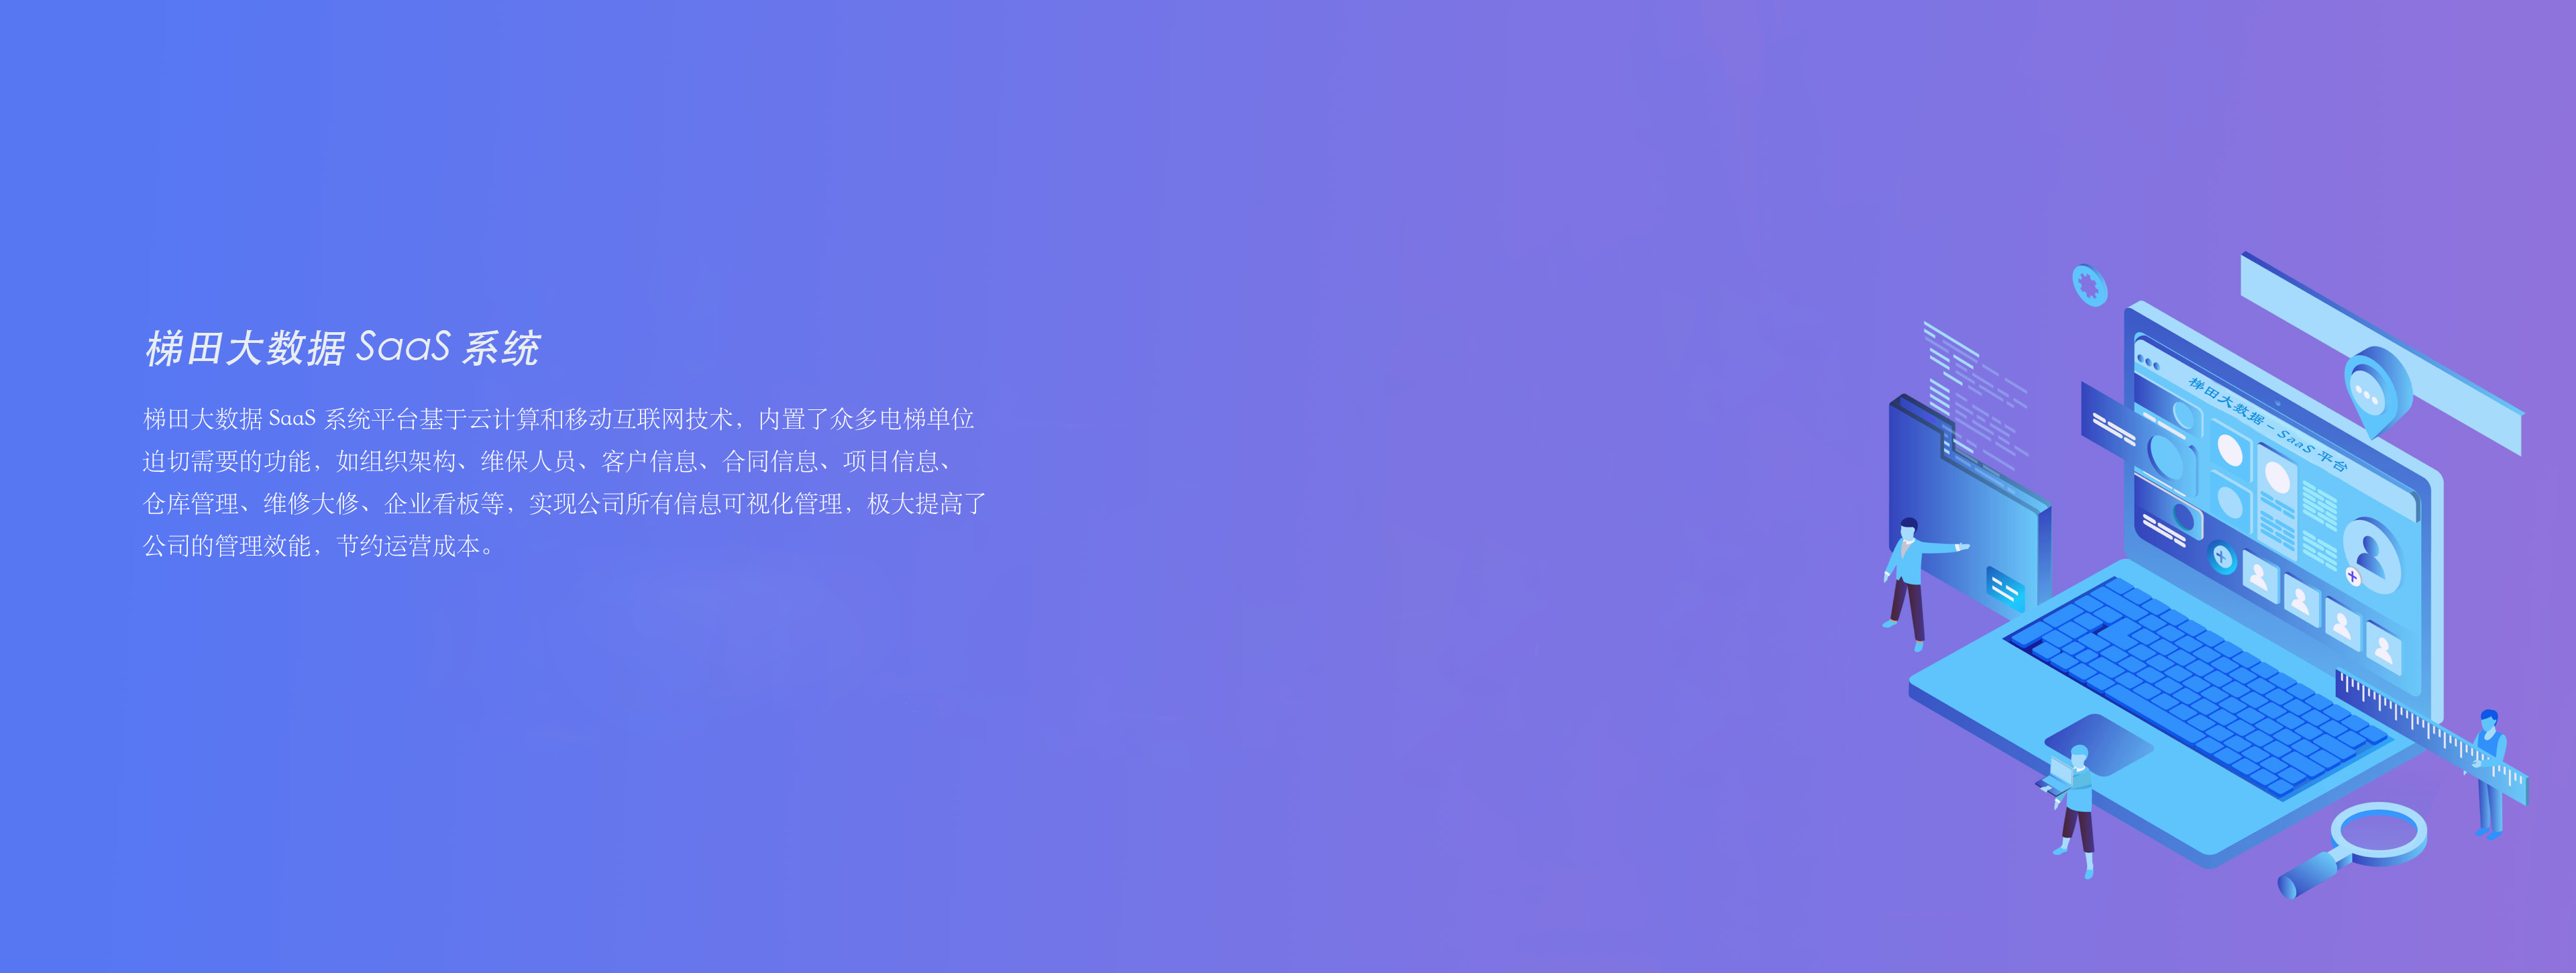 梯田大数据 SaaS 系统
梯田大数据 SaaS 系统平台基于云计算和移动互联网技术，内置了众多电梯单位
迫切需要的功能，如组织架构、维保人员、客户信息、合同信息、项目信息、
仓库管理、维修大修、企业看板等，实现公司所有信息可视化管理，极大提高了
公司的管理效能，节约运营成本。
梯田大数据 – SaaS 平台